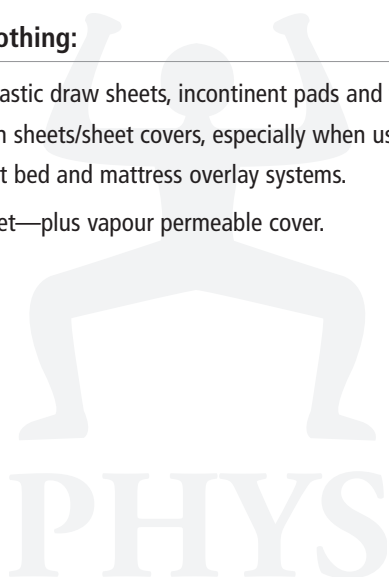 othing:
astic draw sheets, incontinent pads and
n sheets/sheet covers, especially when us
t bed and mattress overlay systems.
et—plus vapour permeable cover.
PHYS